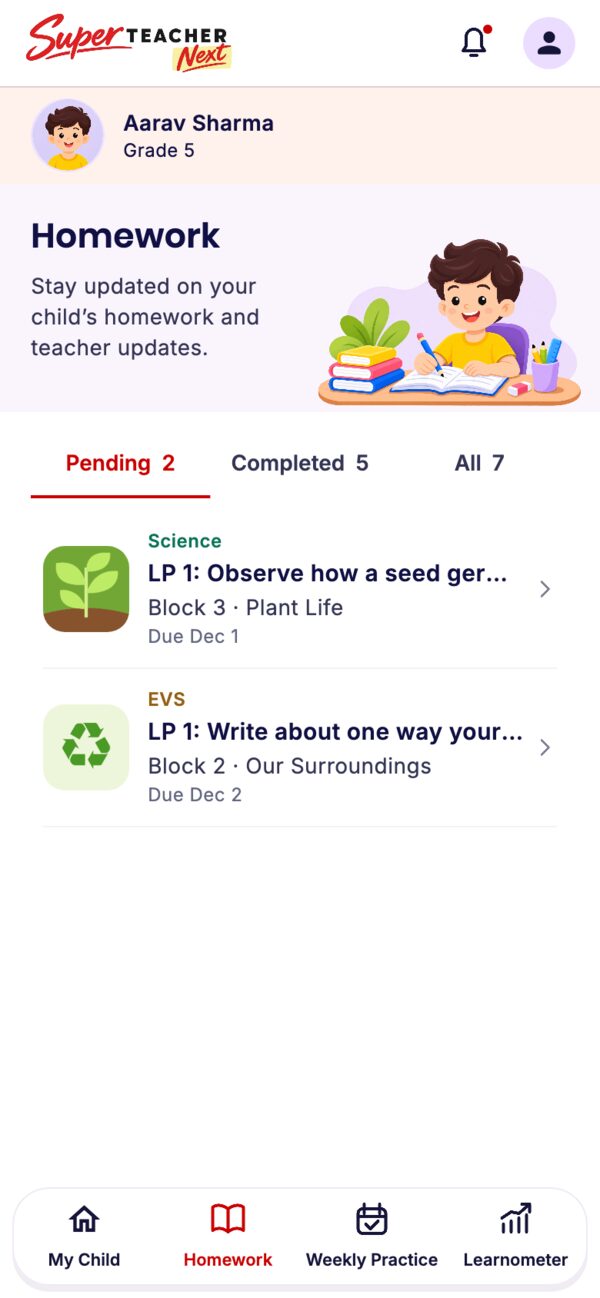 Super TEACHER
Next
Aarav Sharma
Grade 5
Homework
Stay updated on your
child's homework and
teacher updates.
Pending 2 Completed 5 All 7
Science
LP 1: Observe how a seed ger...
Block 3 · Plant Life
Due Dec 1
EVS
LP 1: Write about one way your...
Block 2 · Our Surroundings
Due Dec 2
My Child Homework Weekly Practice Learnometer